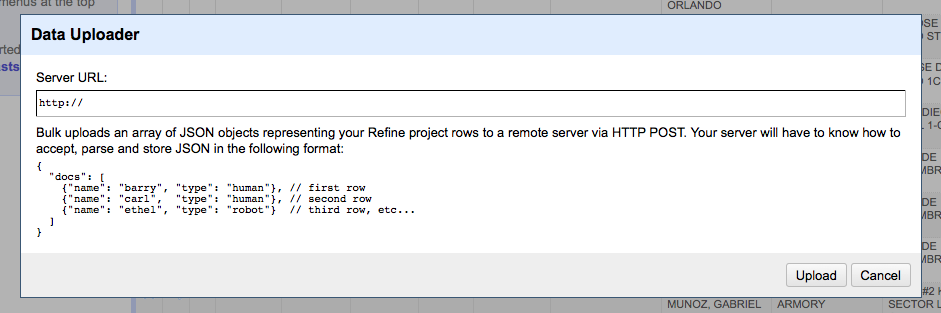 menus at the top
ORLANDO
Data Uploader
Server URL:
http://
Bulk uploads an array of JSON objects representing your Refine project rows to a remote server via HTTP POST. Your server will have to know how to
accept, parse and store JSON in the following format:
{
  "docs": [
    {"name": "barry", "type": "human"}, // first row
    {"name": "carl",  "type": "human"}, // second row
    {"name": "ethel", "type": "robot"}  // third row, etc...
  ]
}
Upload Cancel
MUNOZ, GABRIEL ARMORY SECTOR L